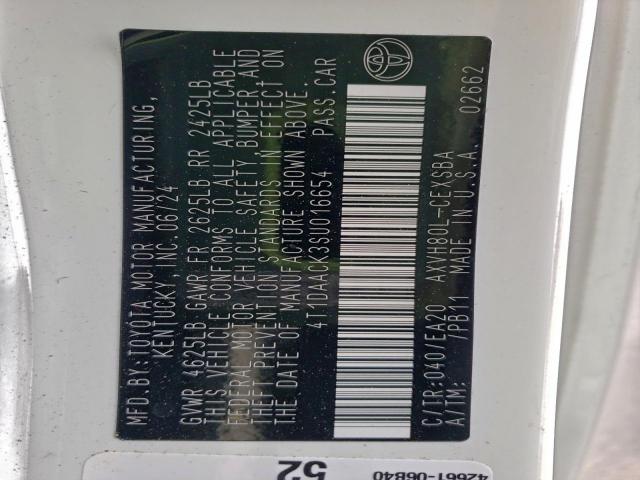 MFD.BY:TOYOTA MOTOR MANUFACTURING,
KENTUCKY, INC. 06/24
GVWR 4625LB GAWR FR 2625LB RR 2425LB
THIS VEHICLE CONFORMS TO ALL APPLICABLE
FEDERAL MOTOR VEHICLE SAFETY, BUMPER, AND
THEFT PREVENTION STANDARDS IN EFFECT ON
THE DATE OF MANUFACTURE SHOWN ABOVE.
4T1DAACK3SU016654 PASS.CAR
C/TR:0407EA20 AXVH80L-CEXSBA
A/TM: /PB11 MADE IN U.S.A. 02662
42661-06B40
52